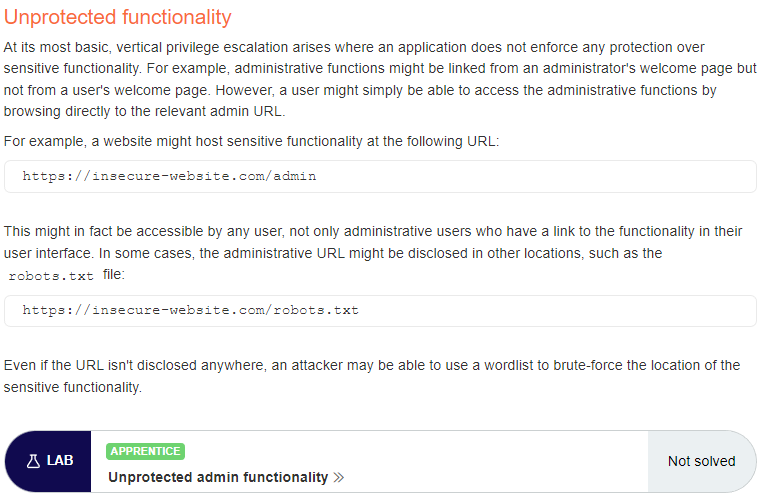 Unprotected functionality
At its most basic, vertical privilege escalation arises where an application does not enforce any protection over
sensitive functionality. For example, administrative functions might be linked from an administrator's welcome page but
not from a user's welcome page. However, a user might simply be able to access the administrative functions by
browsing directly to the relevant admin URL.
For example, a website might host sensitive functionality at the following URL:
https://insecure-website.com/admin
This might in fact be accessible by any user, not only administrative users who have a link to the functionality in their
user interface. In some cases, the administrative URL might be disclosed in other locations, such as the
robots.txt file:
https://insecure-website.com/robots.txt
Even if the URL isn't disclosed anywhere, an attacker may be able to use a wordlist to brute-force the location of the
sensitive functionality.
LAB
APPRENTICE
Unprotected admin functionality »
Not solved